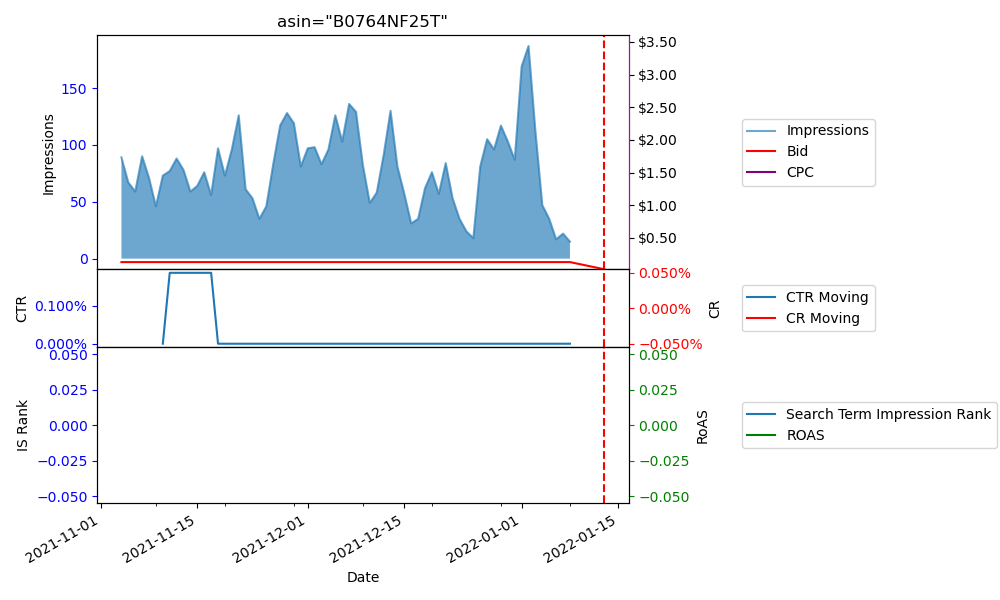 asin="B0764NF25T"
Impressions
150
100
50
0
$3.50
$3.00
$2.50
$2.00
$1.50
$1.00
$0.50
Impressions
Bid
CPC
CTR
0.100%
0.000%
0.050%
0.000%
−0.050%
CR
CTR Moving
CR Moving
IS Rank
0.050
0.025
0.000
−0.025
−0.050
0.050
0.025
0.000
−0.025
−0.050
RoAS
Search Term Impression Rank
ROAS
2021-11-01
2021-11-15
2021-12-01
2021-12-15
2022-01-01
2022-01-15
Date